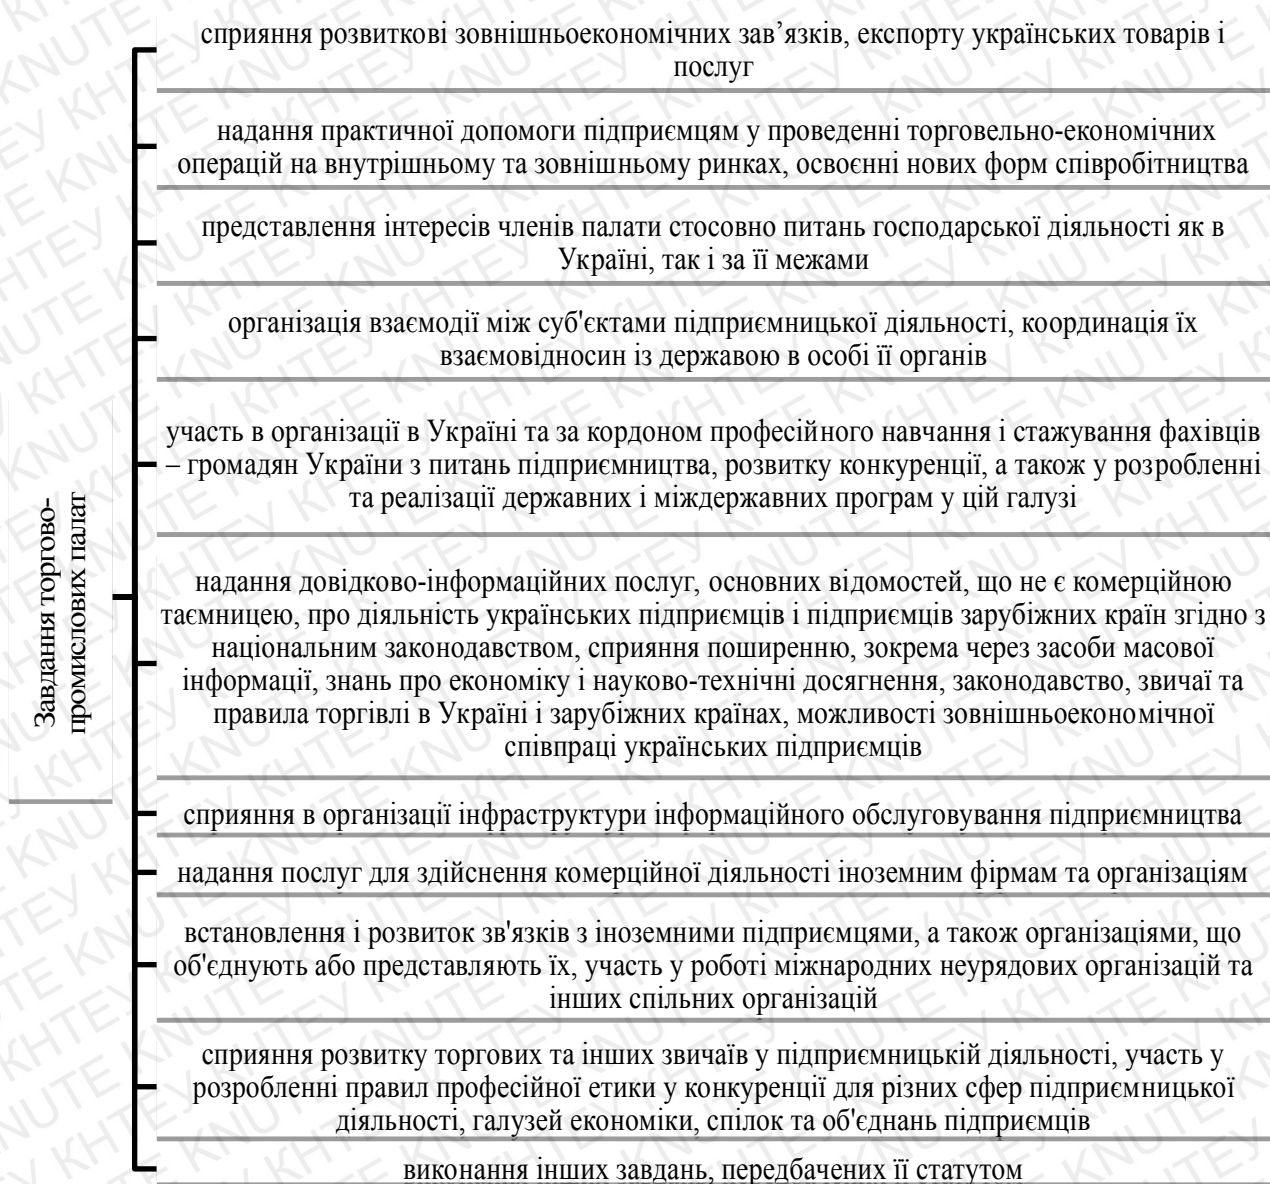 сприяння розвиткові зовнішньоекономічних зав’язків, експорту українських товарів і
послуг
надання практичної допомоги підприємцям у проведенні торговельно-економічних
операцій на внутрішньому та зовнішньому ринках, освоєнні нових форм співробітництва
представлення інтересів членів палати стосовно питань господарської діяльності як в
Україні, так і за її межами
організація взаємодії між суб'єктами підприємницької діяльності, координація їх
взаємовідносин із державою в особі її органів
участь в організації в Україні та за кордоном професійного навчання і стажування фахівців
– громадян України з питань підприємництва, розвитку конкуренції, а також у розробленні
та реалізації державних і міждержавних програм у цій галузі
Завдання торгово-
промислових палат
надання довідково-інформаційних послуг, основних відомостей, що не є комерційною
таємницею, про діяльність українських підприємців і підприємців зарубіжних країн згідно з
національним законодавством, сприяння поширенню, зокрема через засоби масової
інформації, знань про економіку і науково-технічні досягнення, законодавство, звичаї та
правила торгівлі в Україні і зарубіжних країнах, можливості зовнішньоекономічної
співпраці українських підприємців
сприяння в організації інфраструктури інформаційного обслуговування підприємництва
надання послуг для здійснення комерційної діяльності іноземним фірмам та організаціям
встановлення і розвиток зв'язків з іноземними підприємцями, а також організаціями, що
об'єднують або представляють їх, участь у роботі міжнародних неурядових організацій та
інших спільних організацій
сприяння розвитку торгових та інших звичаїв у підприємницькій діяльності, участь у
розробленні правил професійної етики у конкуренції для різних сфер підприємницької
діяльності, галузей економіки, спілок та об'єднань підприємців
виконання інших завдань, передбачених її статутом